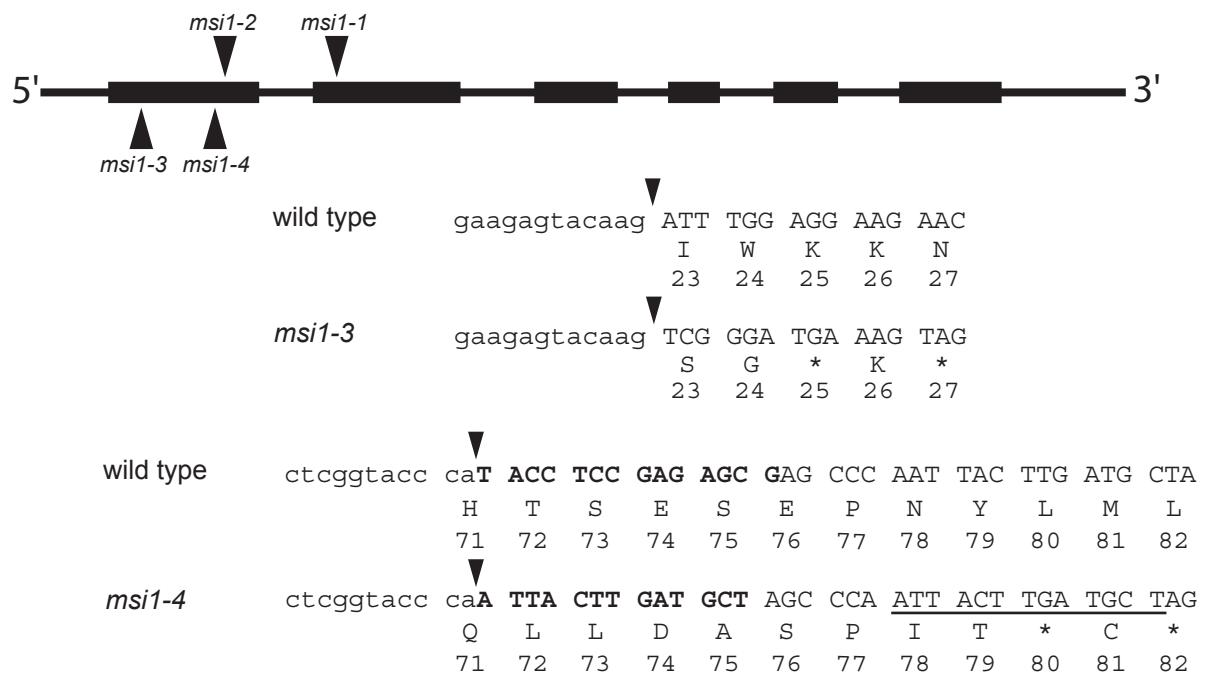 msi1-2 msi1-1
5' 3'
msi1-3 msi1-4
wild type gaagagtacaag ATT TGG AGG AAG AAC
I W K K N
23 24 25 26 27
msi1-3 gaagagtacaag TCG GGA TGA AAG TAG
S G * K *
23 24 25 26 27
wild type ctcggtacc caT ACC TCC GAG AGC GAG CCC AAT TAC TTG ATG CTA
H T S E S E P N Y L M L
71 72 73 74 75 76 77 78 79 80 81 82
msi1-4 ctcggtacc caA TTA CTT GAT GCT AGC CCA ATT ACT TGA TGC TAG
Q L L D A S P I T * C *
71 72 73 74 75 76 77 78 79 80 81 82